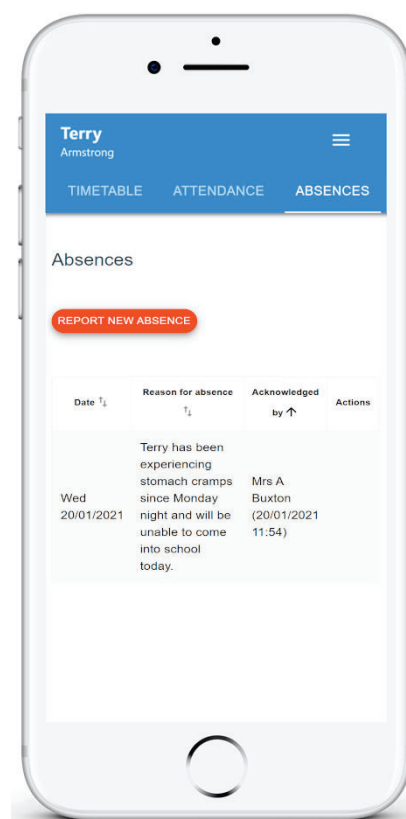 Terry
Armstrong
TIMETABLE ATTENDANCE ABSENCES
Absences
REPORT NEW ABSENCE
Date Reason for absence Acknowledged by Actions
Wed 20/01/2021
Terry has been
experiencing
stomach cramps
since Monday
night and will be
unable to come
into school
today.
Mrs A
Buxton
(20/01/2021
11:54)